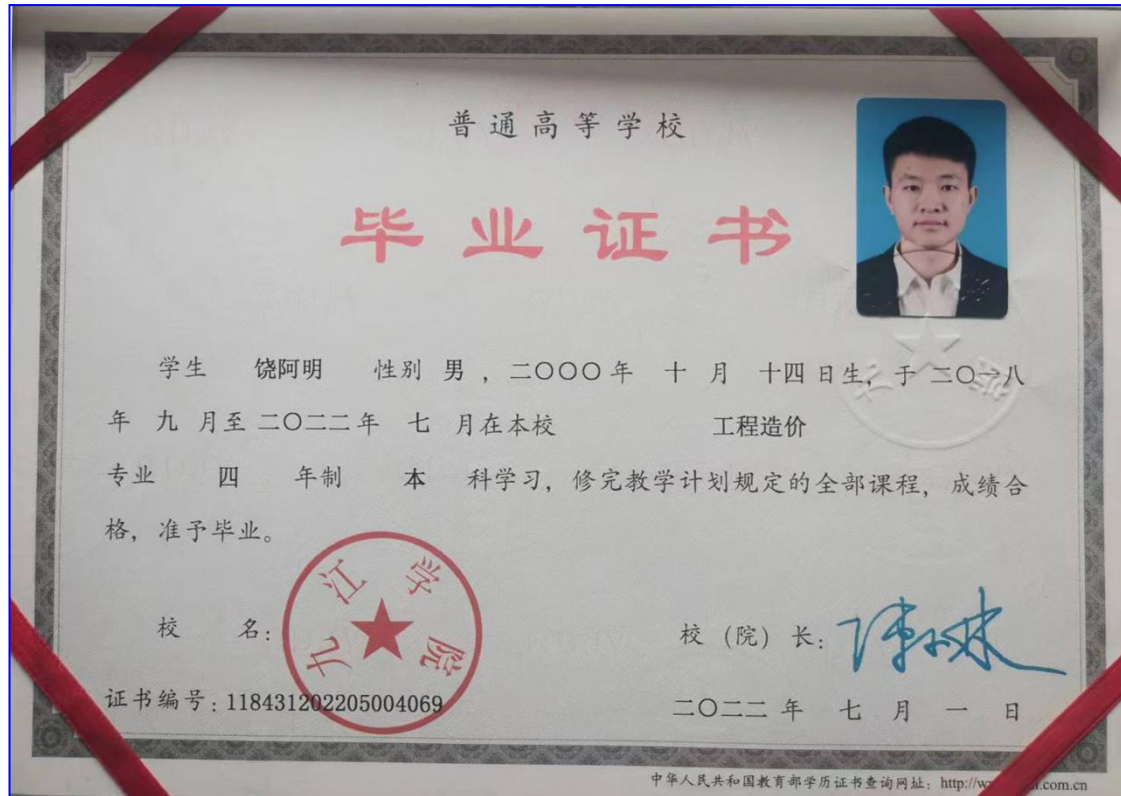 普通高等学校
毕业证书
学生 饶阿明 性别 男 ，二〇〇〇年 十 月 十四 日生，于 二〇一八
年 九 月至 二〇二二年 七 月在本校 工程造价
专业 四 年制 本 科学习，修完教学计划规定的全部课程，成绩合
格，准予毕业。
九江学院
校 名：
校（院）长：
证书编号：118431202205004069
二〇二二 年 七 月 一 日
中华人民共和国教育部学历证书查询网址：http://w
.com.cn